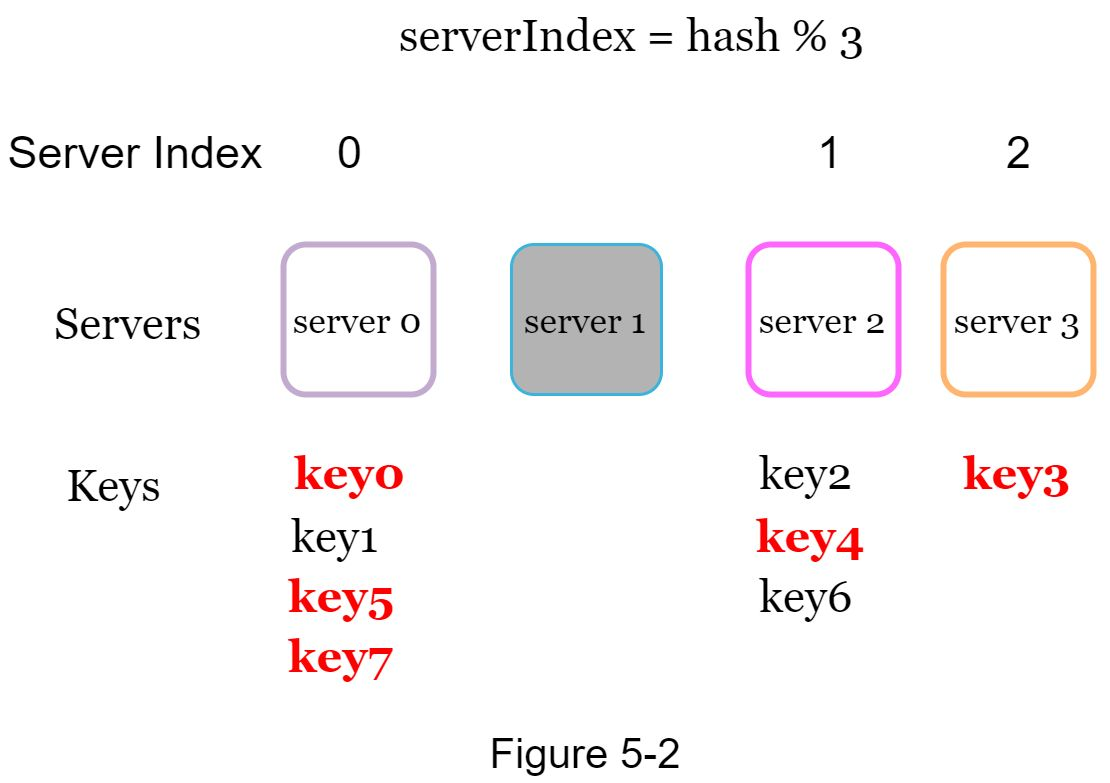 serverIndex = hash % 3
Server Index 0 1 2
Servers server 0 server 1 server 2 server 3
Keys key0 key2 key3
key1 key4
key5 key6
key7
Figure 5-2